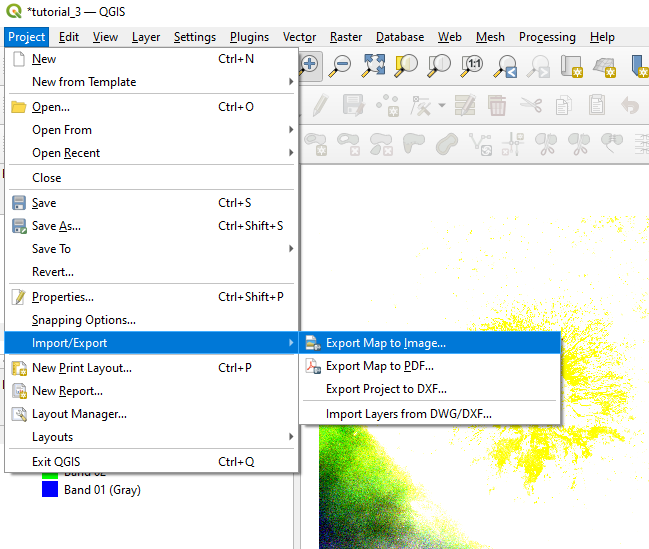 *tutorial_3 — QGIS
Project Edit View Layer Settings Plugins Vector Raster Database Web Mesh Processing Help
New Ctrl+N
New from Template
Open... Ctrl+O
Open From
Open Recent
Close
Save Ctrl+S
Save As... Ctrl+Shift+S
Save To
Revert...
Properties... Ctrl+Shift+P
Snapping Options...
Import/Export
Export Map to Image...
Export Map to PDF...
Export Project to DXF...
Import Layers from DWG/DXF...
New Print Layout... Ctrl+P
New Report...
Layout Manager...
Layouts
Exit QGIS Ctrl+Q
Band 02
Band 01 (Gray)
1:1